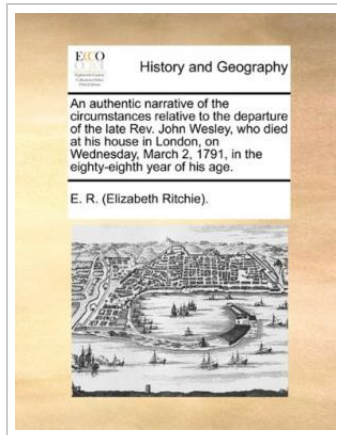 ECCO
History and Geography
An authentic narrative of the
circumstances relative to the departure
of the late Rev. John Wesley, who died
at his house in London, on
Wednesday, March 2, 1791, in the
eighty-eighth year of his age.
E. R. (Elizabeth Ritchie).